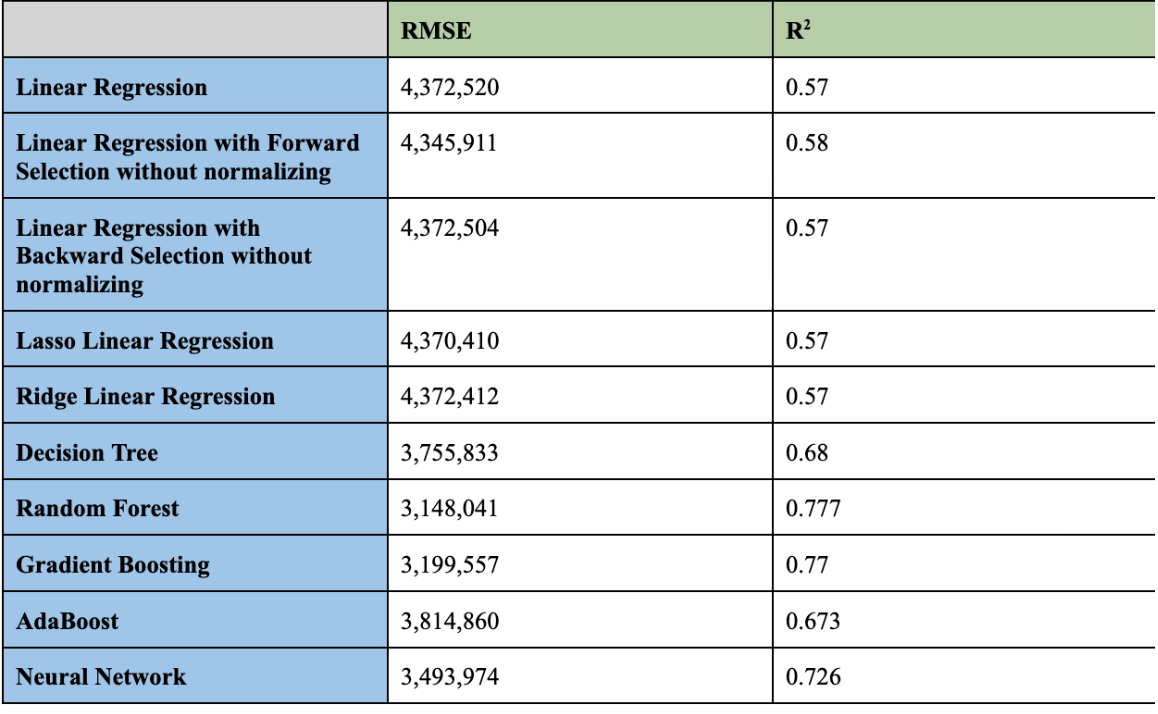 RMSE R²
Linear Regression 4,372,520 0.57
Linear Regression with Forward 4,345,911 0.58
Selection without normalizing
Linear Regression with 4,372,504 0.57
Backward Selection without
normalizing
Lasso Linear Regression 4,370,410 0.57
Ridge Linear Regression 4,372,412 0.57
Decision Tree 3,755,833 0.68
Random Forest 3,148,041 0.777
Gradient Boosting 3,199,557 0.77
AdaBoost 3,814,860 0.673
Neural Network 3,493,974 0.726